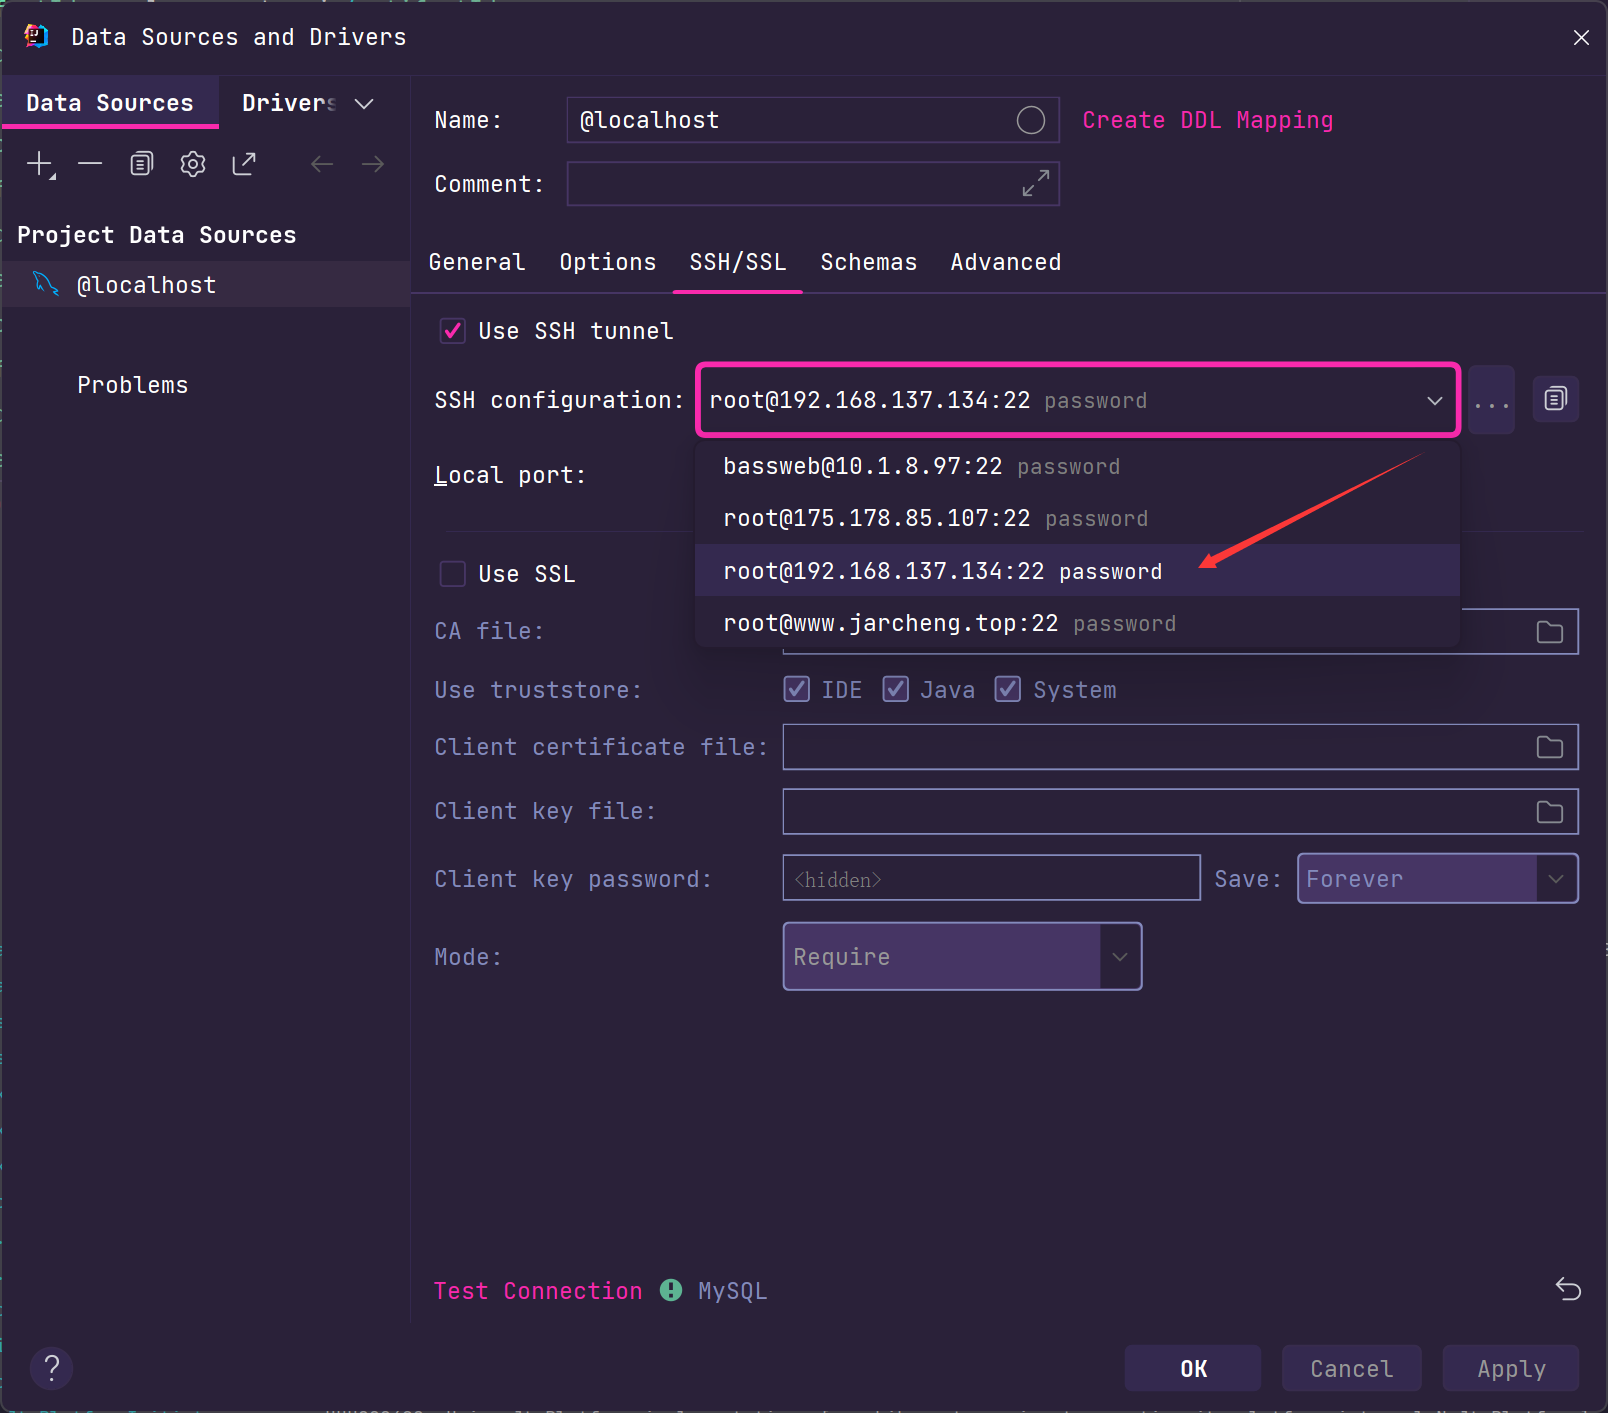 Data Sources and Drivers
Data Sources
Drivers
Name:
@localhost
Create DDL Mapping
Comment:
Project Data Sources
@localhost
Problems
General
Options
SSH/SSL
Schemas
Advanced
Use SSH tunnel
SSH configuration:
root@192.168.137.134:22 password
...
Local port:
bassweb@10.1.8.97:22 password
root@175.178.85.107:22 password
root@192.168.137.134:22 password
root@www.jarcheng.top:22 password
Use SSL
CA file:
Use truststore:
IDE
Java
System
Client certificate file:
Client key file:
Client key password:
<hidden>
Save:
Forever
Mode:
Require
Test Connection
MySQL
?
OK
Cancel
Apply